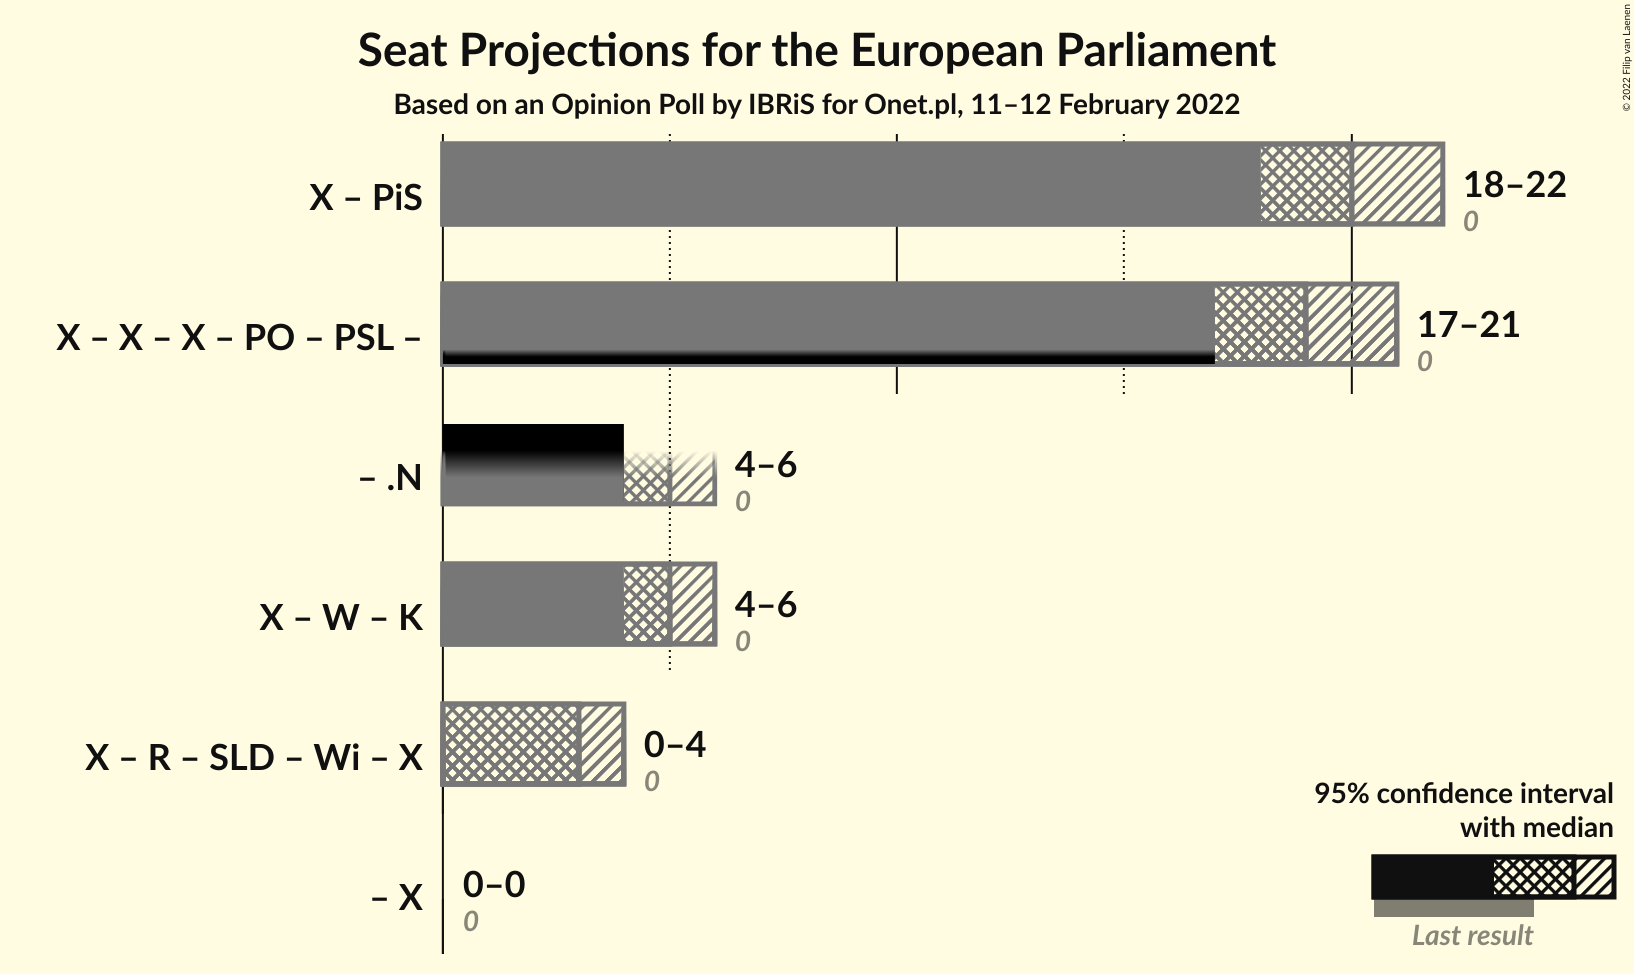 Seat Projections for the European Parliament
Based on an Opinion Poll by IBRiS for Onet.pl, 11–12 February 2022
© 2022 Filip van Laenen
X – PiS
18–22
0
X – X – X – PO – PSL –
17–21
0
– .N
4–6
0
X – W – K
4–6
0
X – R – SLD – Wi – X
0–4
0
– X
0–0
0
95% confidence interval
with median
Last result